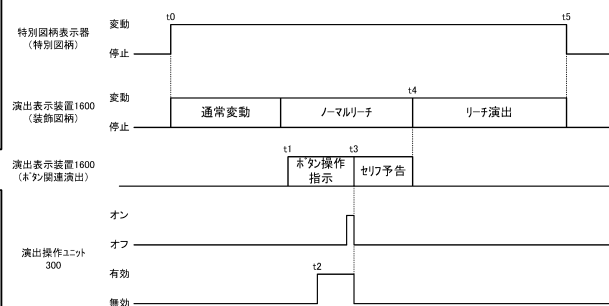 t0
t5
特別図柄表示器
(特別図柄)
変動
停止
t4
演出表示装置1600
(装飾図柄)
変動
停止
通常変動
ノーマルリーチ
リーチ演出
t1
t3
演出表示装置1600
(ボタン関連演出)
ボタン操作
指示
セリフ予告
演出操作ユニット
300
オン
オフ
t2
有効
無効